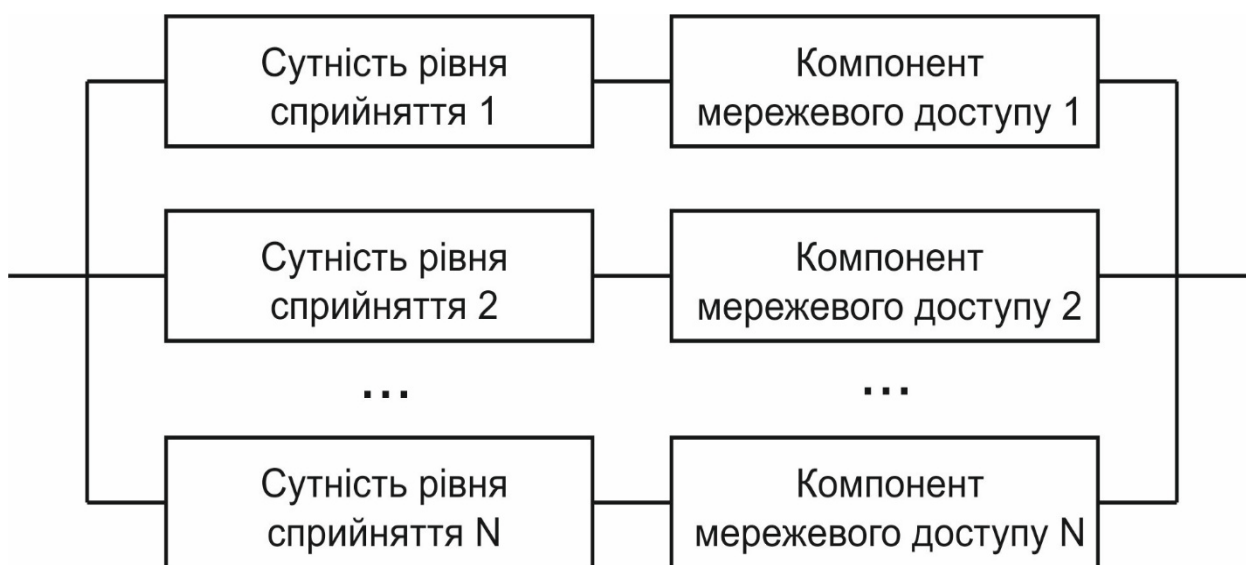 Сутність рівня
сприйняття 1
Компонент
мережевого доступу 1
Сутність рівня
сприйняття 2
Компонент
мережевого доступу 2
... ...
Сутність рівня
сприйняття N
Компонент
мережевого доступу N